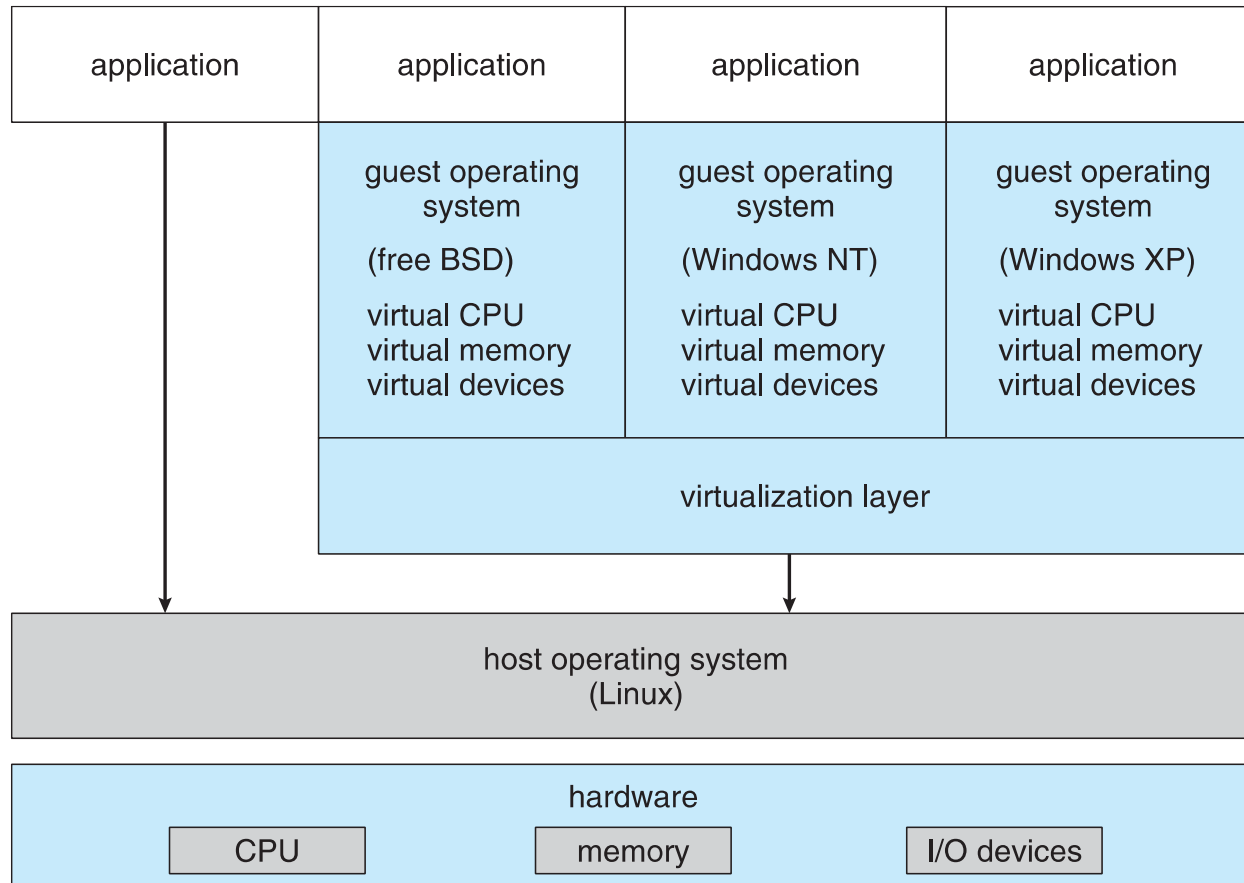 application
application
application
application
guest operating
system
(free BSD)
virtual CPU
virtual memory
virtual devices
guest operating
system
(Windows NT)
virtual CPU
virtual memory
virtual devices
guest operating
system
(Windows XP)
virtual CPU
virtual memory
virtual devices
virtualization layer
host operating system
(Linux)
hardware
CPU
memory
I/O devices